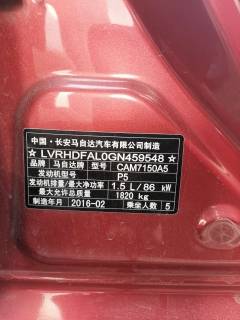 中国·长安马自达汽车有限公司制造
☆ LVRHDFAL0GN459548 ☆
品牌 马自达牌 型号 CAM7150A5
发动机型号 P5
发动机排量/最大净功率 1.5 L/86 kW
最大允许总质量 1820 kg
制造年月 2016-02 乘坐人数 5